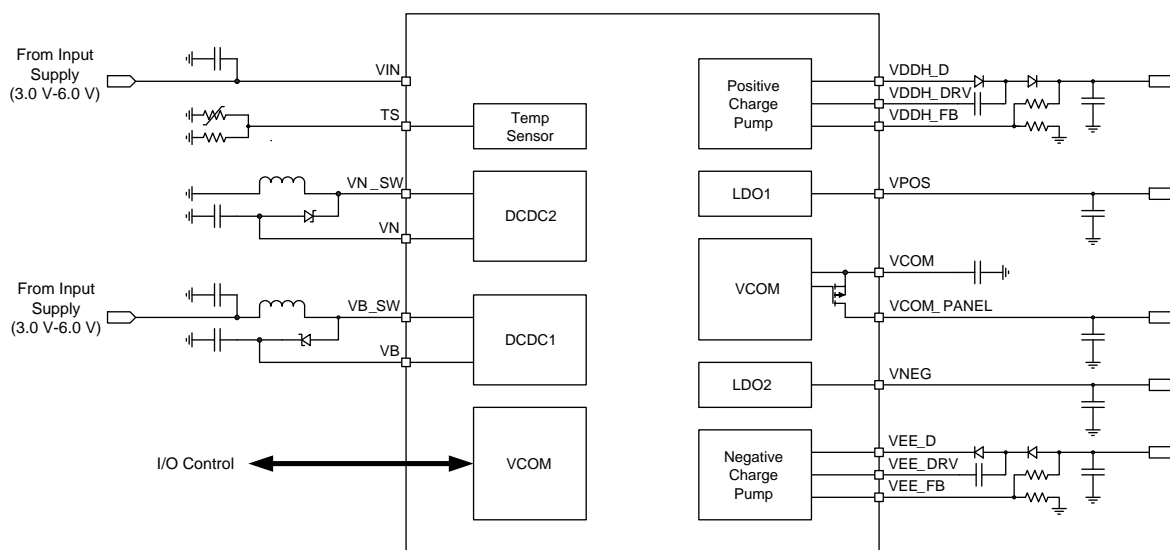 From Input
Supply
(3.0 V-6.0 V)
VIN
TS
Temp
Sensor
VN_SW
VN
DCDC2
From Input
Supply
(3.0 V-6.0 V)
VB_SW
VB
DCDC1
I/O Control
VCOM
Positive
Charge
Pump
VDDH_D
VDDH_DRV
VDDH_FB
LDO1
VPOS
VCOM
VCOM
VCOM_PANEL
LDO2
VNEG
Negative
Charge
Pump
VEE_D
VEE_DRV
VEE_FB